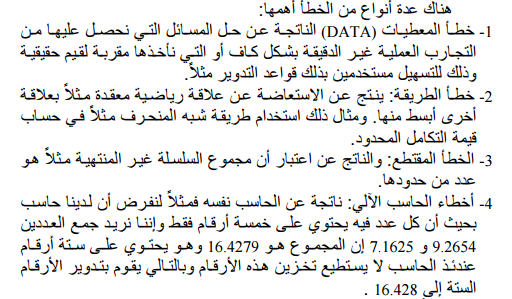 هناك عدة أنواع من الخطأ أهمها:
1- خطأ المعطيات (DATA) الناتجة عن حل المسائل التي نحصل عليها من
التجارب العملية غير الدقيقة بشكل كاف أو التي نأخذها مقربة لقيم حقيقية
وذلك للتسهيل مستخدمين بذلك قواعد التدوير مثلاً.
2- خطأ الطريقة: ينتج عن الاستعاضة عن علاقة رياضية معقدة مثلاً بعلاقة
أخرى أبسط منها. ومثال ذلك استخدام طريقة شبه المنحرف مثلاً في حساب
قيمة التكامل المحدود.
3- الخطأ المقتطع: والناتج عن اعتبار أن مجموع السلسلة غير المنتهية مثلاً هو
عدد من حدودها.
4- أخطاء الحاسب الآلي: ناتجة عن الحاسب نفسه فمثلاً لنفرض أن لدينا حاسب
بحيث أن كل عدد فيه يحتوي على خمسة أرقام فقط وإننا نريد جمع العددين
9.2654 و 7.1625 إن المجموع هو 16.4279 وهو يحتوي على ستة أرقام
عندئذ الحاسب لا يستطيع تخزين هذه الأرقام وبالتالي يقوم بتدوير الأرقام
الستة إلى 16.428 .